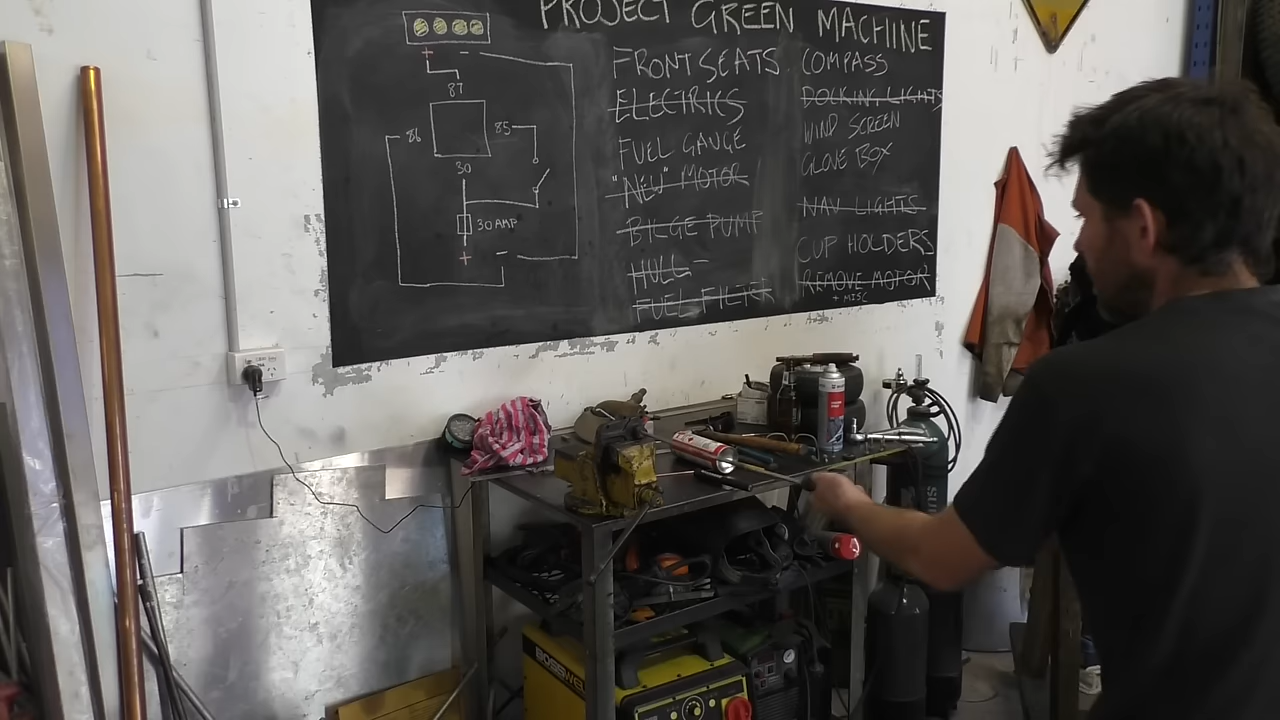 PROJECT GREEN MACHINE
+ -
87
86
85
30
30 AMP
+ -
FRONT SEATS
ELECTRICS
FUEL GAUGE
"NEW" MOTOR
BILGE PUMP
HULL -
FUEL FILTER
COMPASS
DOCKING LIGHTS
WIND SCREEN
GLOVE BOX
NAV LIGHTS
CUP HOLDERS
REMOVE MOTOR
+ MISC
BOSSWEL